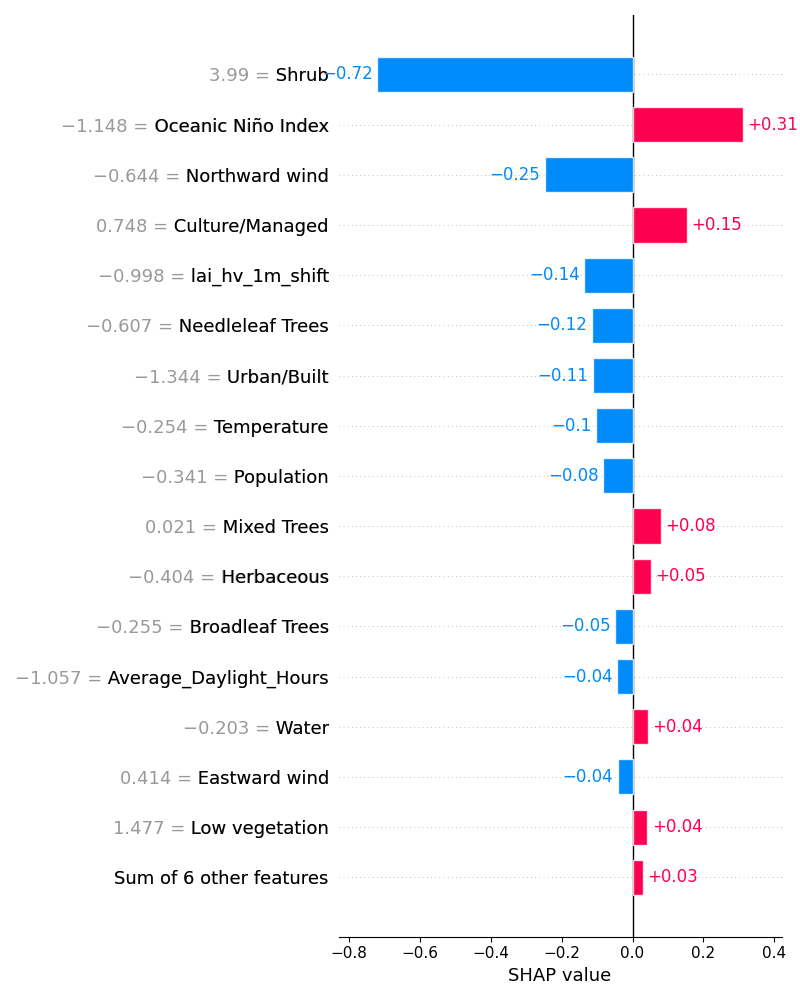 3.99 = Shrub −0.72
−1.148 = Oceanic Niño Index +0.31
−0.644 = Northward wind −0.25
0.748 = Culture/Managed +0.15
−0.998 = lai_hv_1m_shift −0.14
−0.607 = Needleleaf Trees −0.12
−1.344 = Urban/Built −0.11
−0.254 = Temperature −0.1
−0.341 = Population −0.08
0.021 = Mixed Trees +0.08
−0.404 = Herbaceous +0.05
−0.255 = Broadleaf Trees −0.05
−1.057 = Average_Daylight_Hours −0.04
−0.203 = Water +0.04
0.414 = Eastward wind −0.04
1.477 = Low vegetation +0.04
Sum of 6 other features +0.03
−0.8 −0.6 −0.4 −0.2 0.0 0.2 0.4
SHAP value